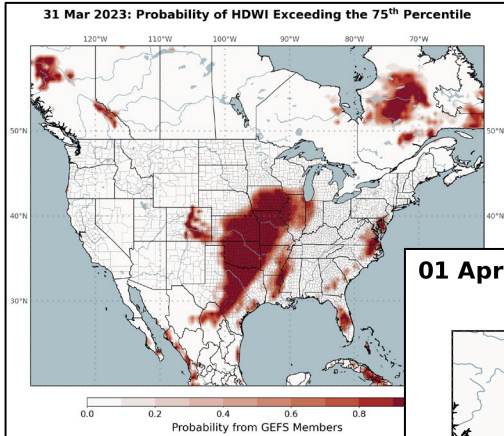 31 Mar 2023: Probability of HDWI Exceeding the 75th Percentile
120°W 110°W 100°W 90°W 80°W 70°W
50°N 50°N
40°N 40°N
30°N
01 Apr
0.0 0.2 0.4 0.6 0.8
Probability from GEFS Members